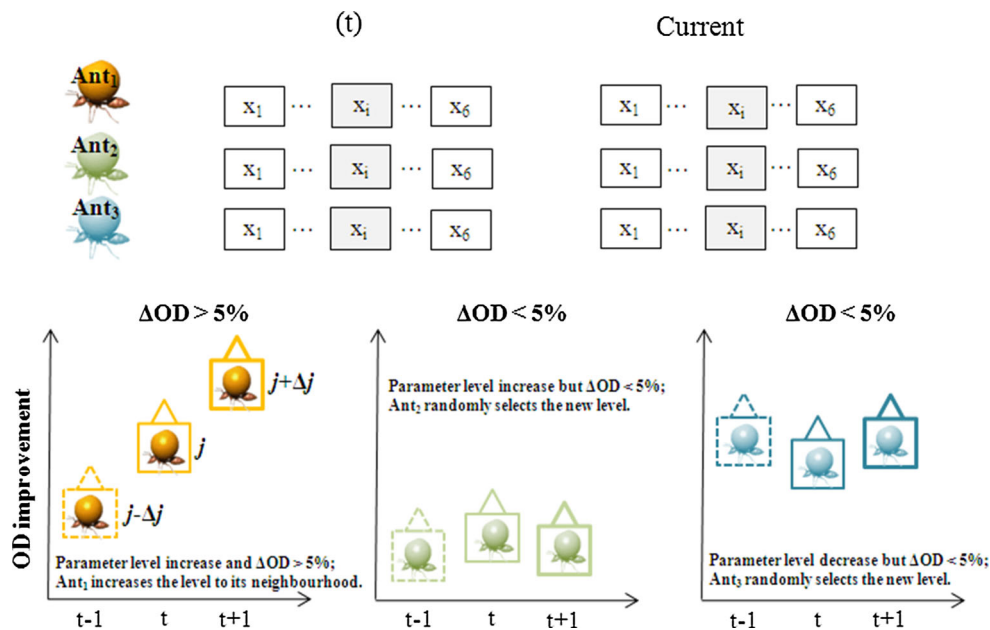 (t) Current
Ant₁ x₁ ... xᵢ ... x₆ x₁ ... xᵢ ... x₆
Ant₂ x₁ ... xᵢ ... x₆ x₁ ... xᵢ ... x₆
Ant₃ x₁ ... xᵢ ... x₆ x₁ ... xᵢ ... x₆
OD improvement
ΔOD > 5%
j+Δj
j
j-Δj
Parameter level increase and ΔOD > 5%;
Ant₁ increases the level to its neighbourhood.
t-1 t t+1
ΔOD < 5%
Parameter level increase but ΔOD < 5%;
Ant₂ randomly selects the new level.
t-1 t t+1
ΔOD < 5%
Parameter level decrease but ΔOD < 5%;
Ant₃ randomly selects the new level.
t-1 t t+1